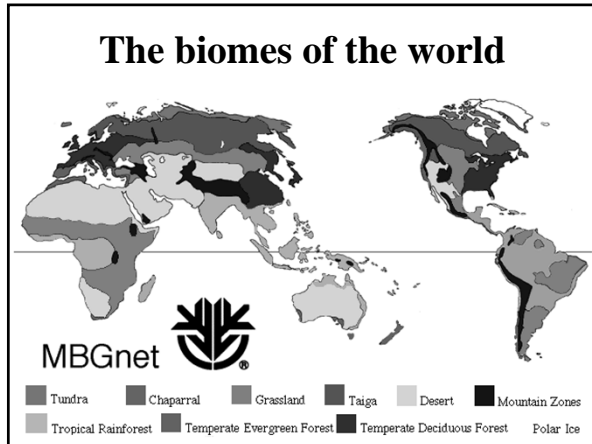 The biomes of the world
MBGnet ®
Tundra Chaparral Grassland Taiga Desert Mountain Zones
Tropical Rainforest Temperate Evergreen Forest Temperate Deciduous Forest Polar Ice